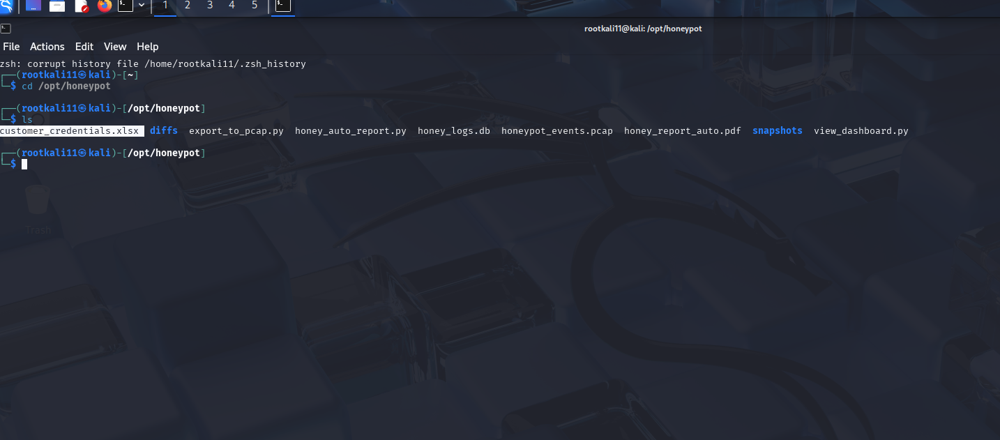 1 2 3 4 5
rootkali11@kali: /opt/honeypot
File Actions Edit View Help
zsh: corrupt history file /home/rootkali11/.zsh_history
┌──(rootkali11㉿kali)-[~]
└─$ cd /opt/honeypot
┌──(rootkali11㉿kali)-[/opt/honeypot]
└─$ ls
customer_credentials.xlsx diffs export_to_pcap.py honey_auto_report.py honey_logs.db honeypot_events.pcap honey_report_auto.pdf snapshots view_dashboard.py
┌──(rootkali11㉿kali)-[/opt/honeypot]
└─$
Trash